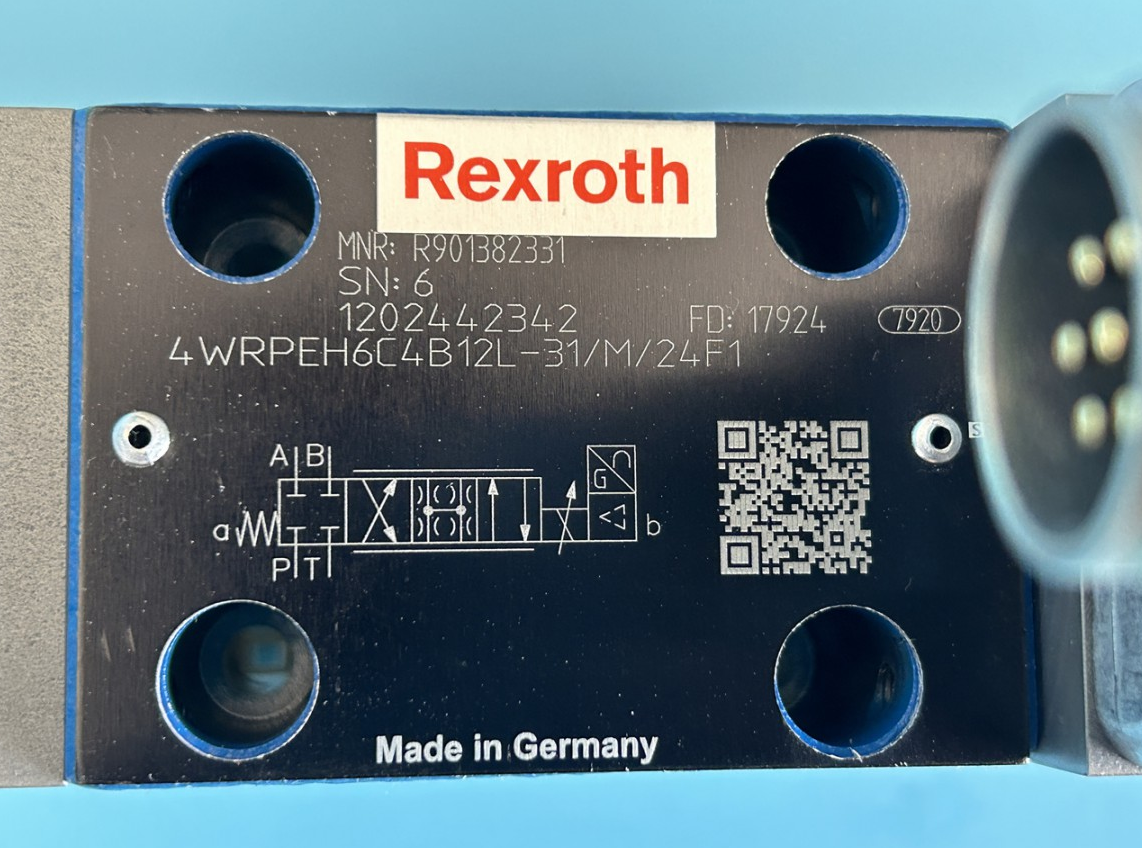 Rexroth
MNR: R901382331
SN: 6
1202442342 FD: 17924 7920
4WRPEH6C4B12L-31/M/24F1
A B
a b
P T
Made in Germany